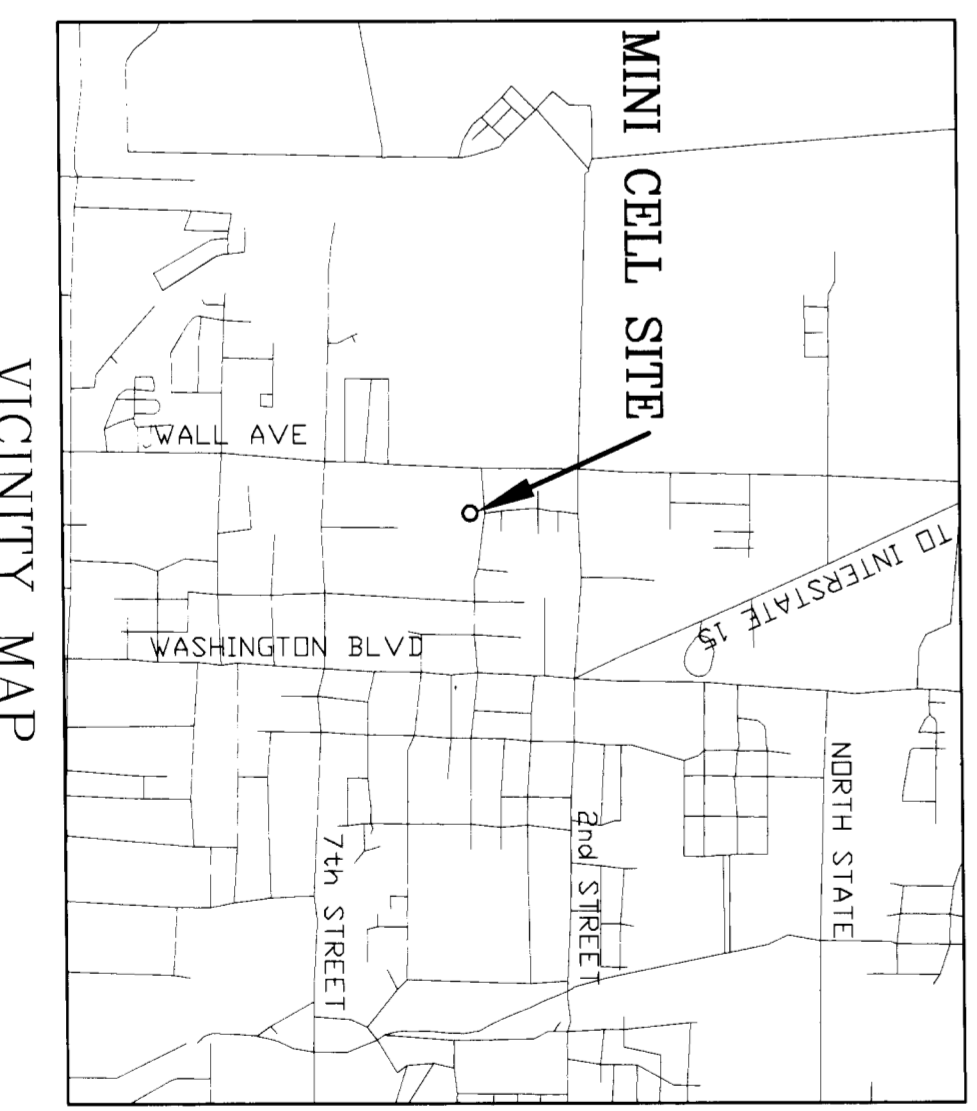 MINI CELL SITE
WALL AVE
TO INTERSTATE 15
WASHINGTON BLVD
NORTH STATE
2nd STREET
7th STREET
VICINITY MAP